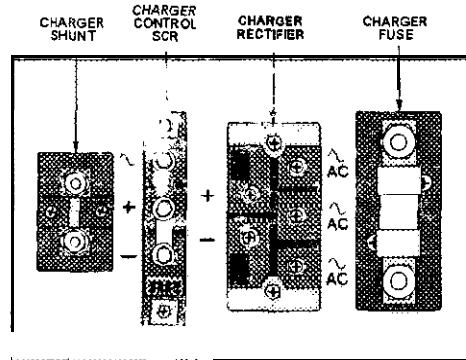 CHARGER
SHUNT
CHARGER
CONTROL
SCR
CHARGER
RECTIFIER
CHARGER
FUSE
+
−
+
−
AC
AC
AC